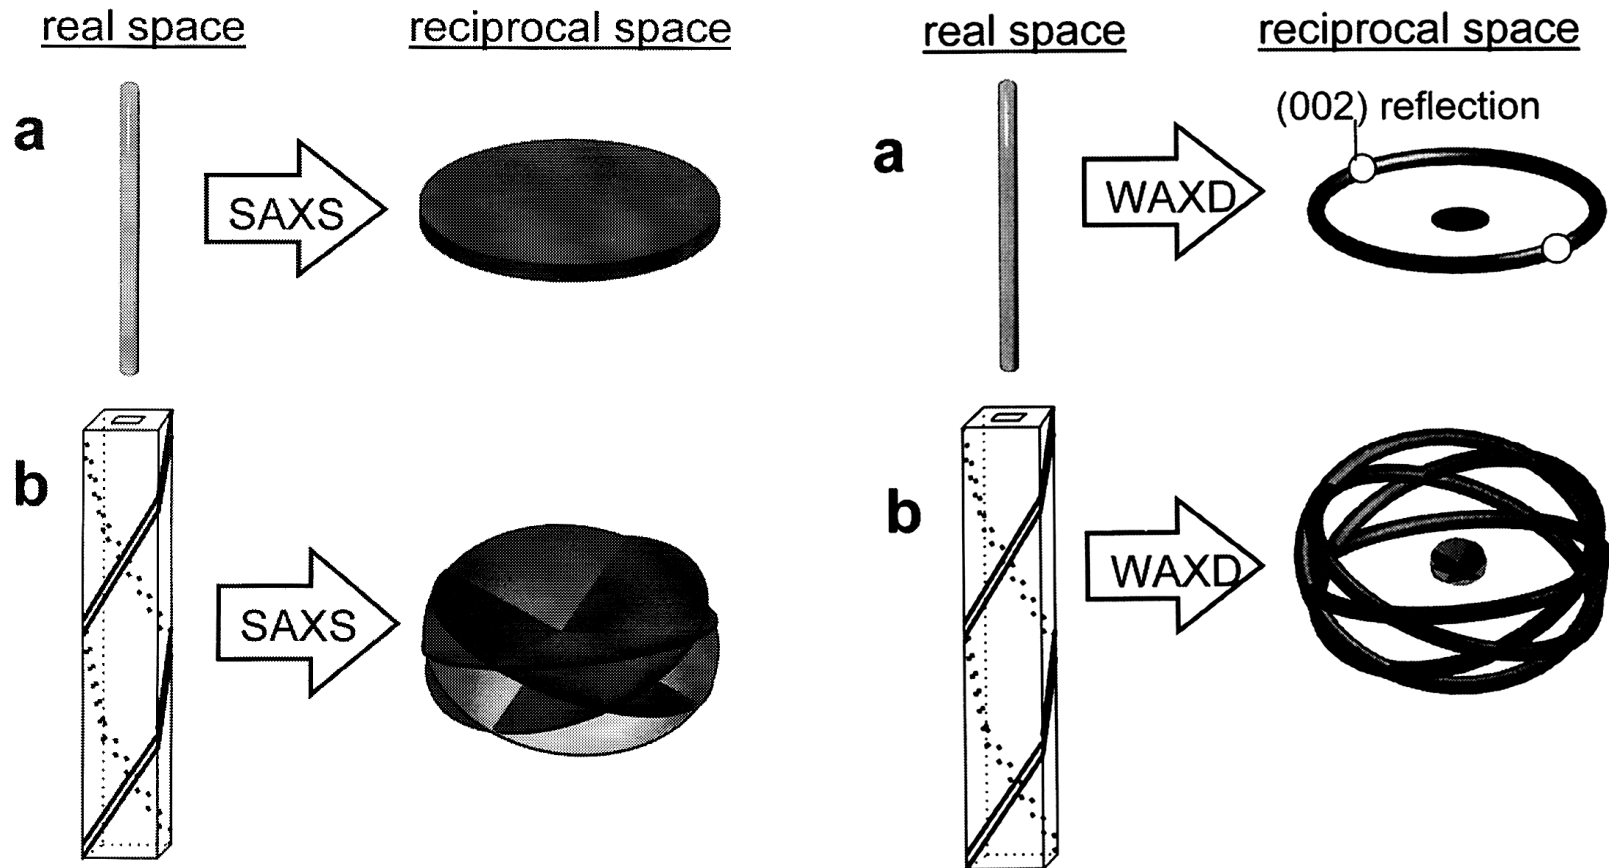 real space
reciprocal space
a
SAXS
b
SAXS
real space
reciprocal space
(002) reflection
a
WAXD
b
WAXD